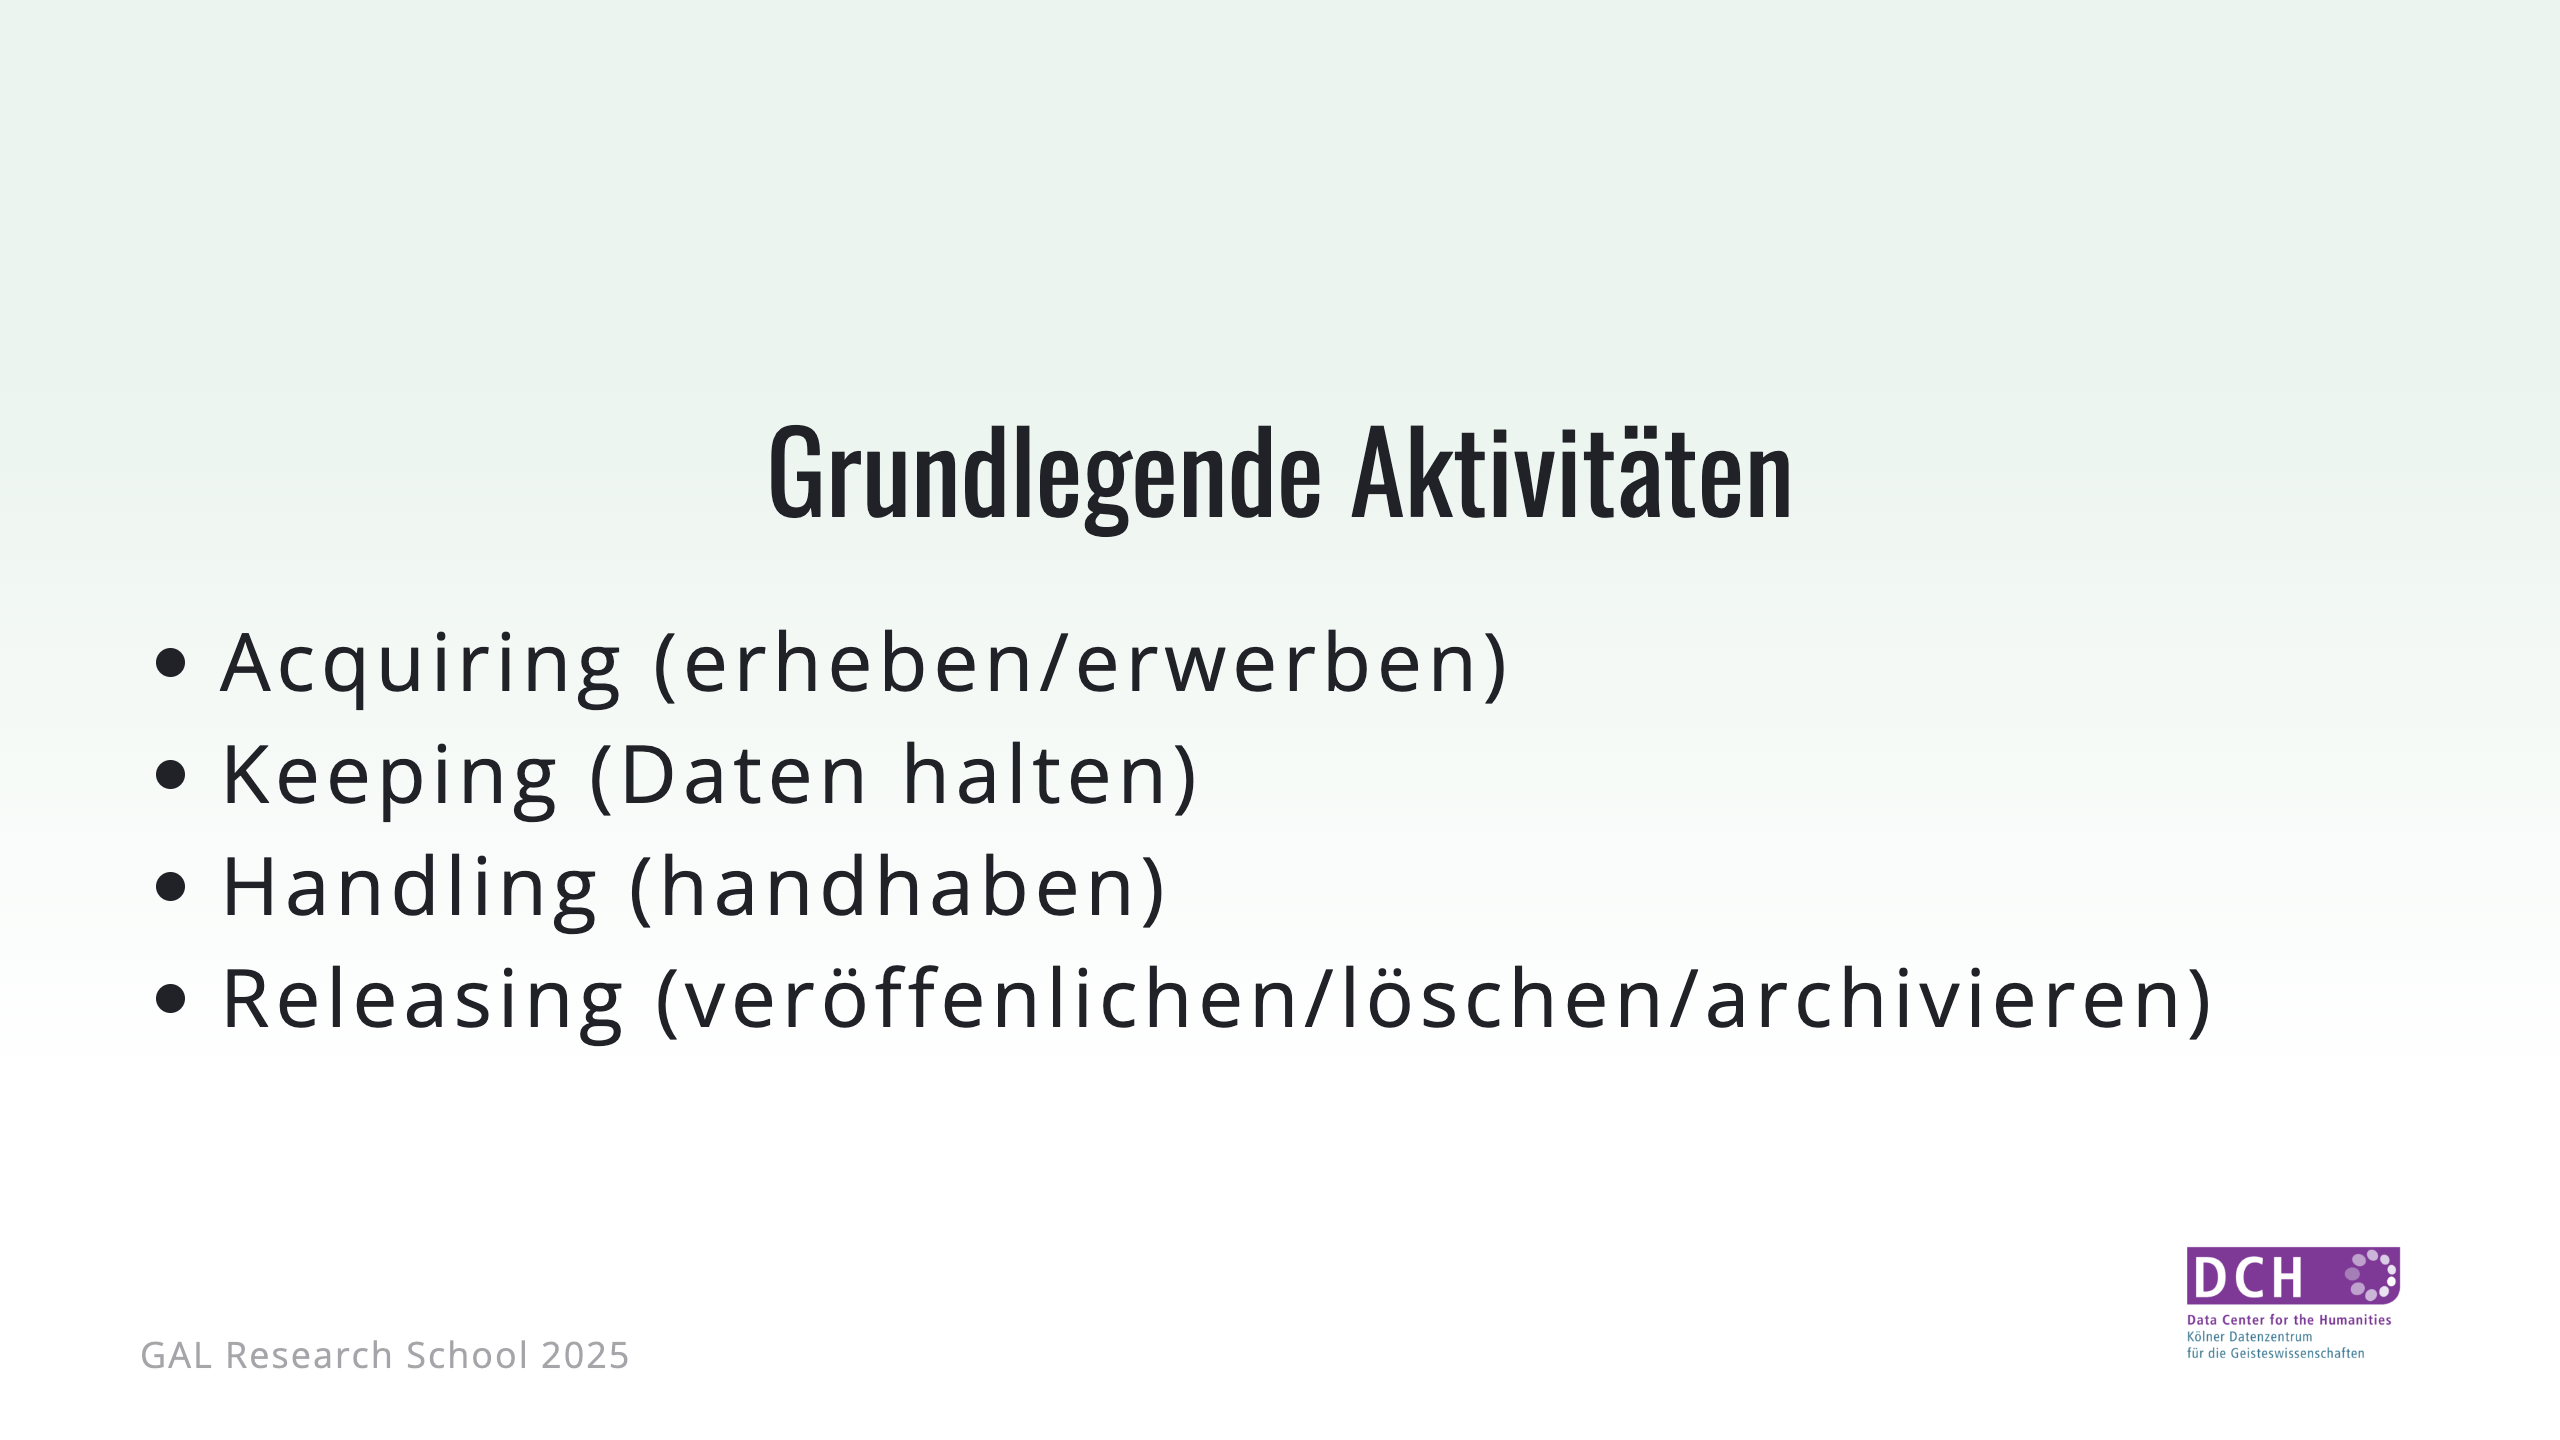 Grundlegende Aktivitäten
• Acquiring (erheben/erwerben)
• Keeping (Daten halten)
• Handling (handhaben)
• Releasing (veröffenlichen/löschen/archivieren)
GAL Research School 2025
DCH
Data Center for the Humanities
Kölner Datenzentrum
für die Geisteswissenschaften